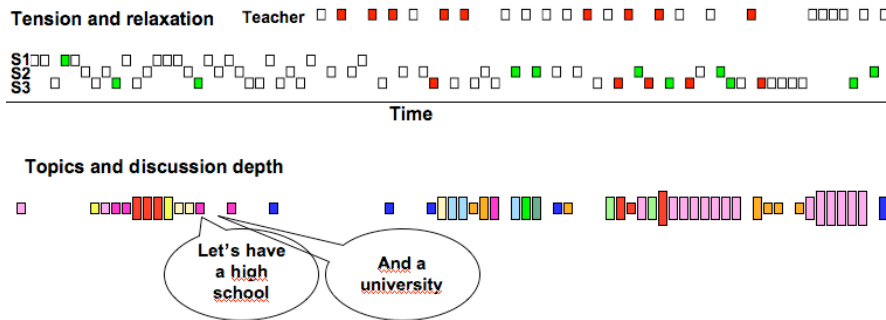 Tension and relaxation
Teacher
S1
S2
S3
Time
Topics and discussion depth
Let's have
a high
school
And a
university